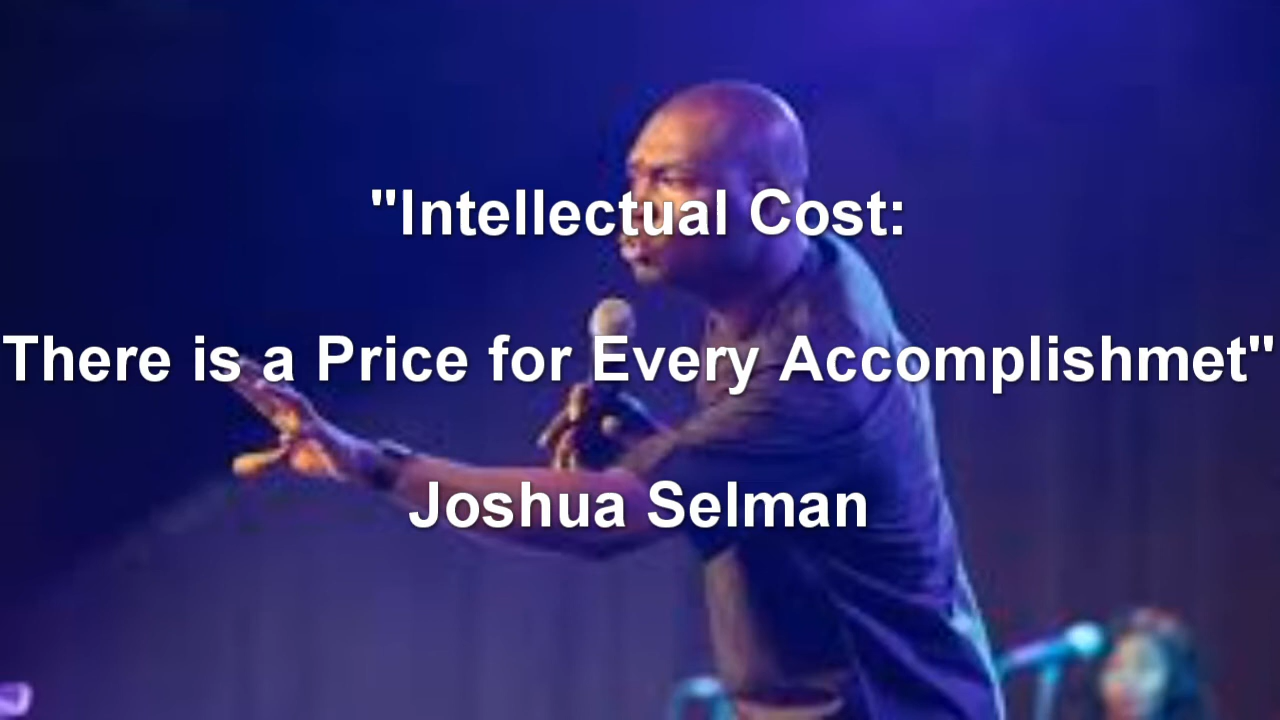 "Intellectual Cost:
There is a Price for Every Accomplishmet"
Joshua Selman